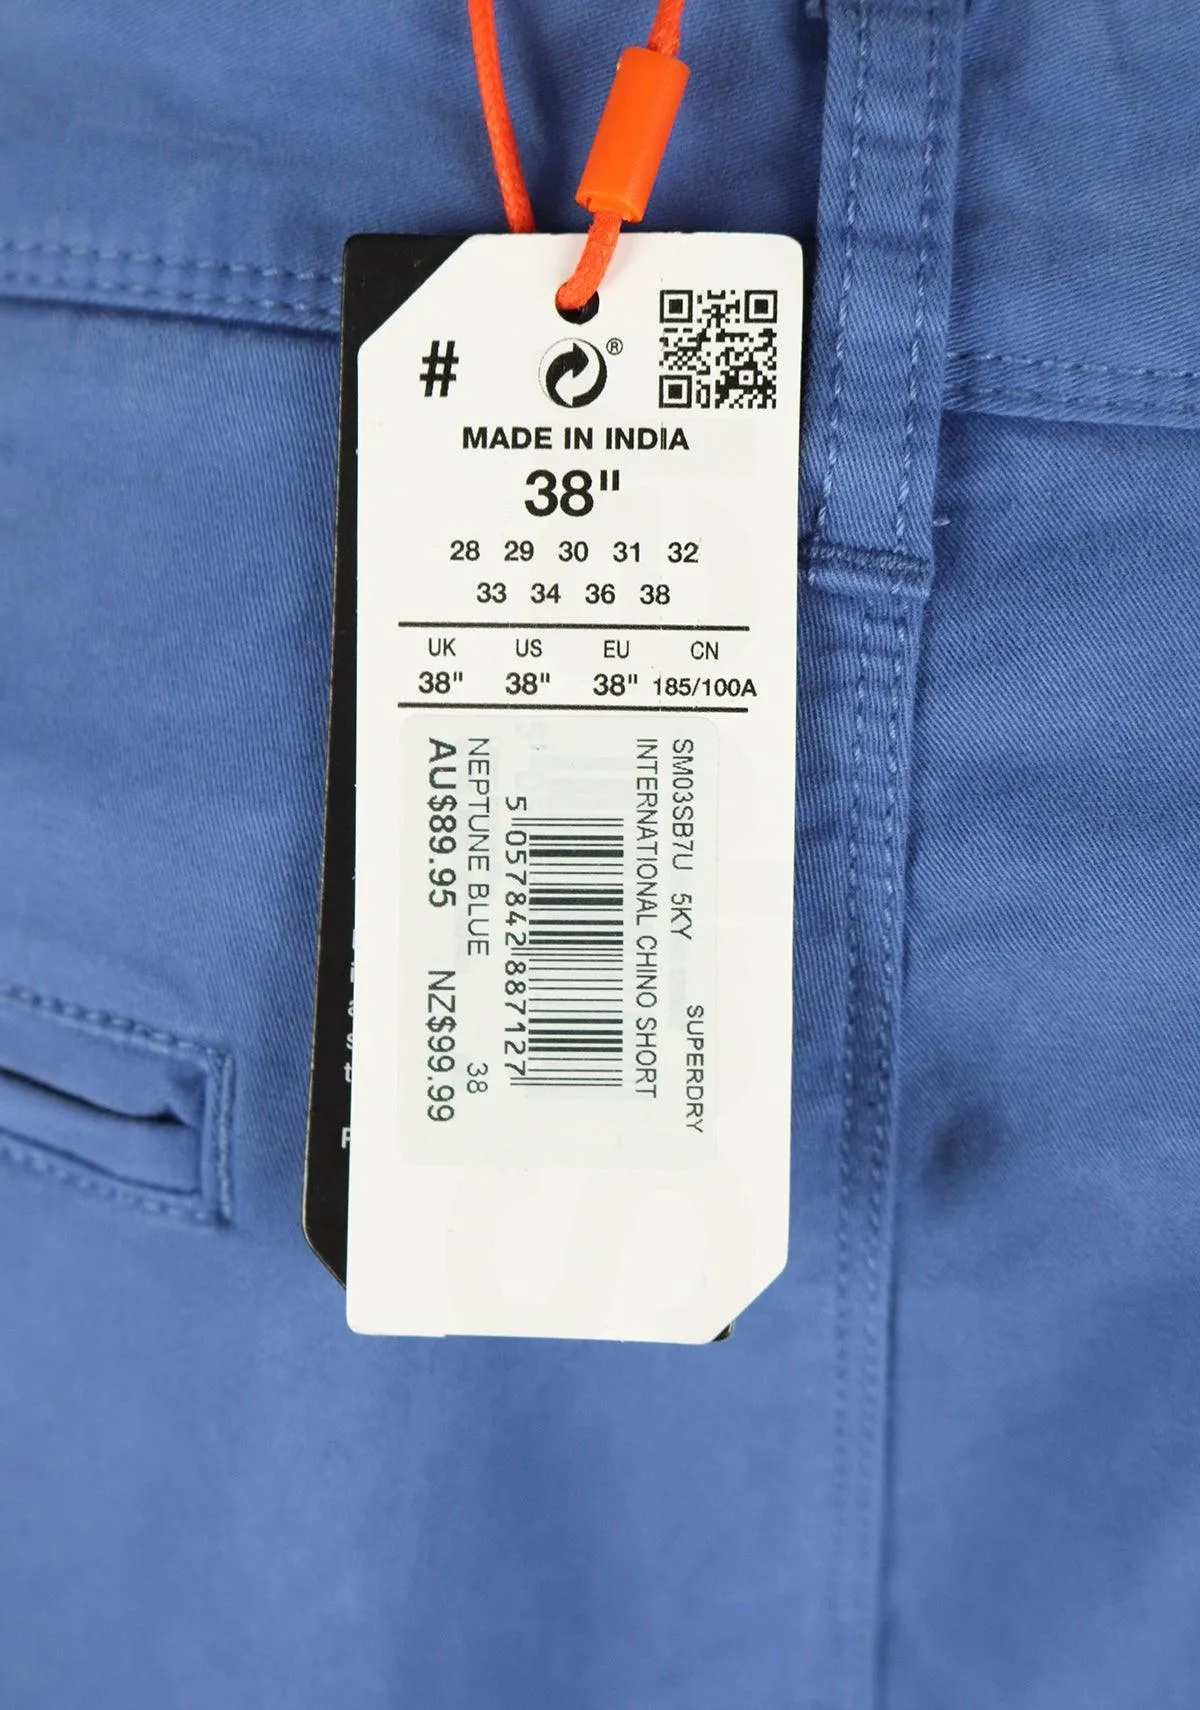 #
®
MADE IN INDIA
38"
28 29 30 31 32
33 34 36 38
UK US EU CN
38" 38" 38" 185/100A
SUPERDRY
SM03SB7U 5KY
INTERNATIONAL CHINO SHORT
5 057842 887127
NEPTUNE BLUE 38
AU$89.95 NZ$99.99